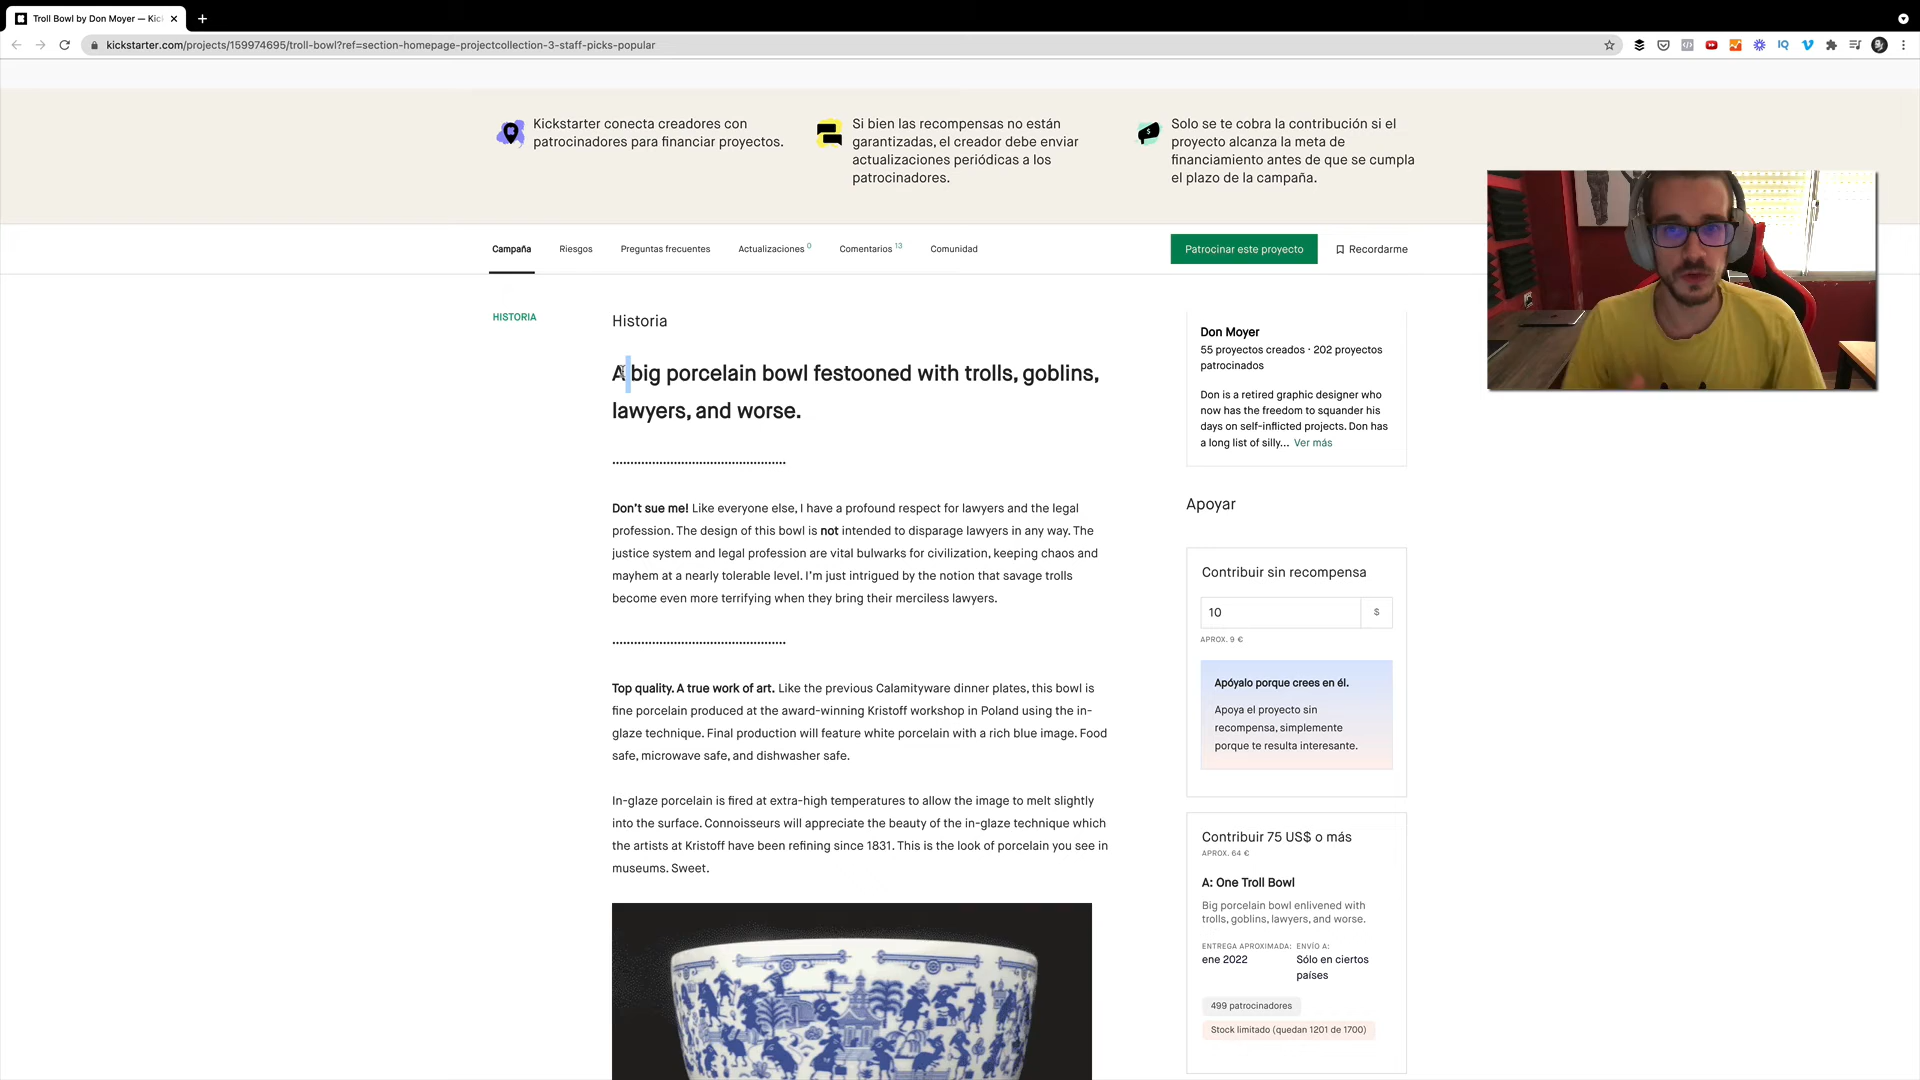 Troll Bowl by Don Moyer — Kic
kickstarter.com/projects/159974695/troll-bowl?ref=section-homepage-projectcollection-3-staff-picks-popular
IQ
Kickstarter conecta creadores con
patrocinadores para financiar proyectos.
Si bien las recompensas no están
garantizadas, el creador debe enviar
actualizaciones periódicas a los
patrocinadores.
Solo se te cobra la contribución si el
proyecto alcanza la meta de
financiamiento antes de que se cumpla
el plazo de la campaña.
Campaña
Riesgos
Preguntas frecuentes
Actualizaciones 0
Comentarios 13
Comunidad
Patrocinar este proyecto
Recordarme
HISTORIA
Historia
A big porcelain bowl festooned with trolls, goblins,
lawyers, and worse.
Don't sue me! Like everyone else, I have a profound respect for lawyers and the legal
profession. The design of this bowl is not intended to disparage lawyers in any way. The
justice system and legal profession are vital bulwarks for civilization, keeping chaos and
mayhem at a nearly tolerable level. I'm just intrigued by the notion that savage trolls
become even more terrifying when they bring their merciless lawyers.
Top quality. A true work of art. Like the previous Calamityware dinner plates, this bowl is
fine porcelain produced at the award-winning Kristoff workshop in Poland using the in-
glaze technique. Final production will feature white porcelain with a rich blue image. Food
safe, microwave safe, and dishwasher safe.
In-glaze porcelain is fired at extra-high temperatures to allow the image to melt slightly
into the surface. Connoisseurs will appreciate the beauty of the in-glaze technique which
the artists at Kristoff have been refining since 1831. This is the look of porcelain you see in
museums. Sweet.
Don Moyer
55 proyectos creados · 202 proyectos
patrocinados
Don is a retired graphic designer who
now has the freedom to squander his
days on self-inflicted projects. Don has
a long list of silly... Ver más
Apoyar
Contribuir sin recompensa
10 $
APROX. 9 €
Apóyalo porque crees en él.
Apoya el proyecto sin
recompensa, simplemente
porque te resulta interesante.
Contribuir 75 US$ o más
APROX. 64 €
A: One Troll Bowl
Big porcelain bowl enlivened with
trolls, goblins, lawyers, and worse.
ENTREGA APROXIMADA: ENVÍO A:
ene 2022 Sólo en ciertos
países
499 patrocinadores
Stock limitado (quedan 1201 de 1700)